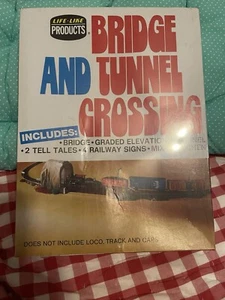 LIFE-LIKE
PRODUCTS
BRIDGE
AND TUNNEL
CROSSING
INCLUDES:
•BRIDGE•GRADED ELEVATION
•2 TELL TALES•4 RAILWAY SIGNS•
DOES NOT INCLUDE LOCO, TRACK AND CARS